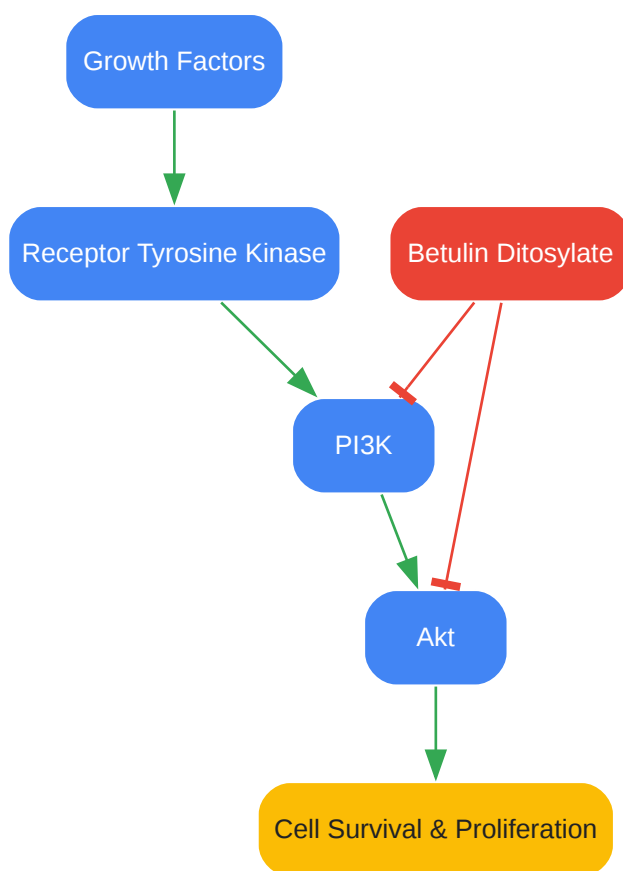 Growth Factors
Receptor Tyrosine Kinase
Betulin Ditosylate
PI3K
Akt
Cell Survival & Proliferation